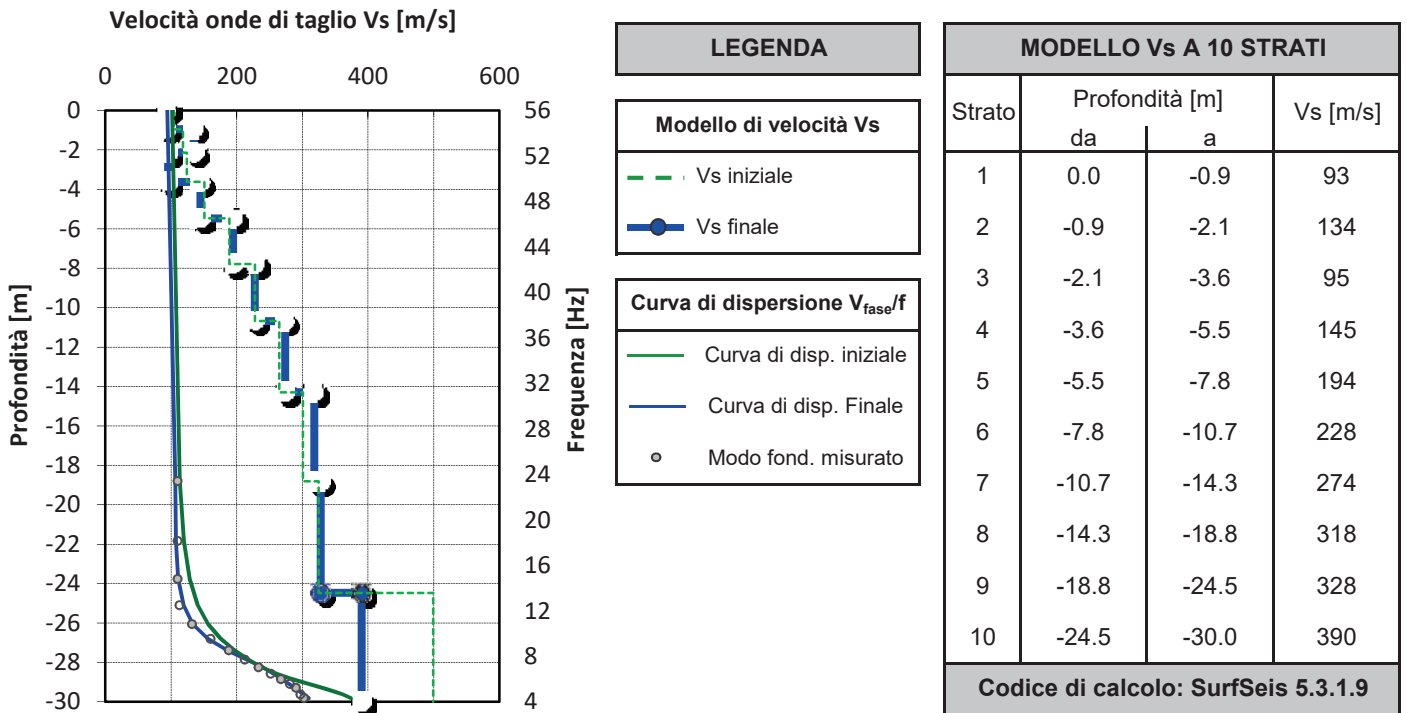 Velocità onde di taglio Vs [m/s]
0 200 400 600
Profondità [m]
0
-2
-4
-6
-8
-10
-12
-14
-16
-18
-20
-22
-24
-26
-28
-30
56
52
48
44
40
36
32
28
24
20
16
12
8
4
Frequenza [Hz]
LEGENDA
Modello di velocità Vs
Vs iniziale
Vs finale
Curva di dispersione Vfase/f
Curva di disp. iniziale
Curva di disp. Finale
Modo fond. misurato
MODELLO Vs A 10 STRATI
Strato Profondità [m] Vs [m/s]
da a
1 0.0 -0.9 93
2 -0.9 -2.1 134
3 -2.1 -3.6 95
4 -3.6 -5.5 145
5 -5.5 -7.8 194
6 -7.8 -10.7 228
7 -10.7 -14.3 274
8 -14.3 -18.8 318
9 -18.8 -24.5 328
10 -24.5 -30.0 390
Codice di calcolo: SurfSeis 5.3.1.9